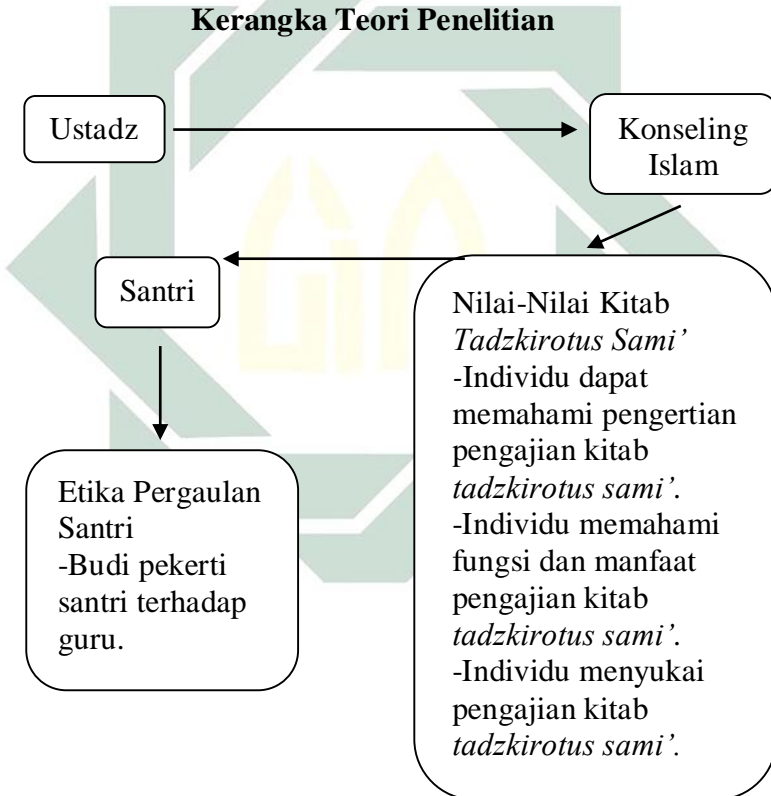 Kerangka Teori Penelitian
Ustadz
Konseling
Islam
Santri
Nilai-Nilai Kitab
Tadzkirotus Sami’
-Individu dapat
memahami pengertian
pengajian kitab
tadzkirotus sami’.
-Individu memahami
fungsi dan manfaat
pengajian kitab
tadzkirotus sami’.
-Individu menyukai
pengajian kitab
tadzkirotus sami’.
Etika Pergaulan
Santri
-Budi pekerti
santri terhadap
guru.